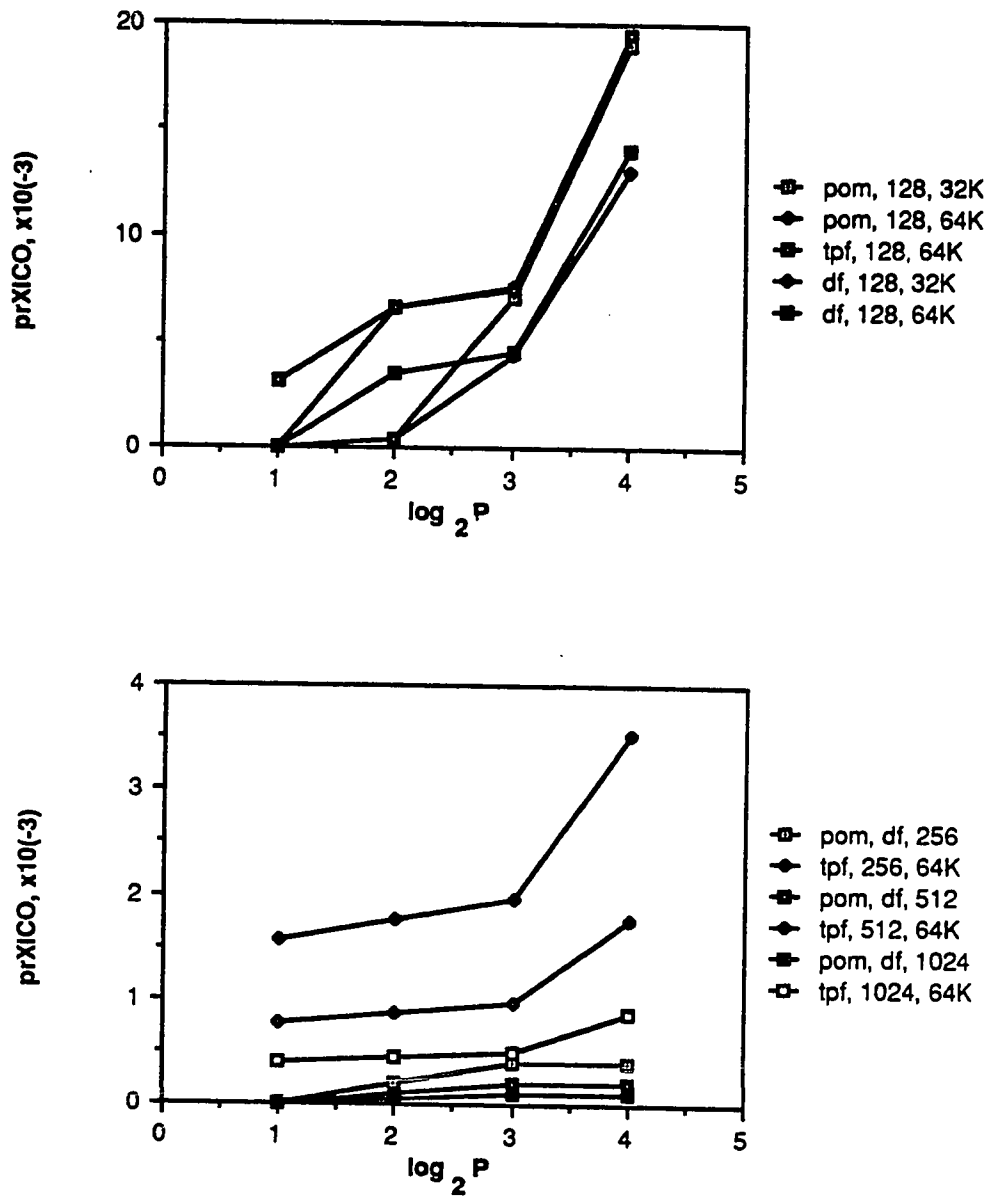 20
10
0
prXICO, x10(-3)
0 1 2 3 4 5
log 2 P
pom, 128, 32K
pom, 128, 64K
tpf, 128, 64K
df, 128, 32K
df, 128, 64K
4
3
2
1
0
prXICO, x10(-3)
0 1 2 3 4 5
log 2 P
pom, df, 256
tpf, 256, 64K
pom, df, 512
tpf, 512, 64K
pom, df, 1024
tpf, 1024, 64K